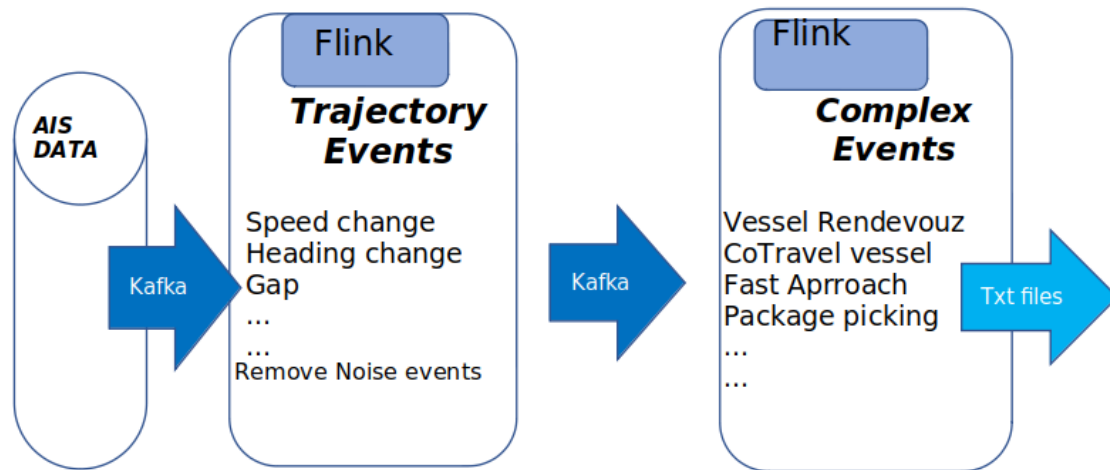 AIS
DATA
Kafka
Flink
Trajectory
Events
Speed change
Heading change
Gap
...
...
Remove Noise events
Kafka
Flink
Complex
Events
Vessel Rendevouz
CoTravel vessel
Fast Aprroach
Package picking
...
...
Txt files